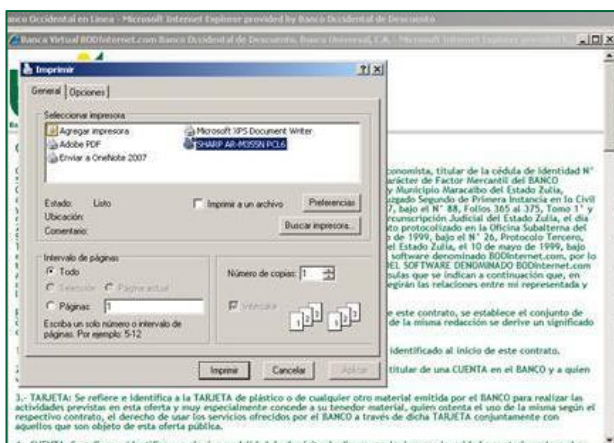 nco Occidental en Linea - Microsoft Internet Explorer provided by Banco Occidental de Descuento
Banca Virtual BODInternet.com Banco Occidental de Descuento, Banco Universal, C.A. - Microsoft Internet Explorer
Imprimir
General Opciones
Seleccionar impresora
Agregar impresora
Microsoft XPS Document Writer
Adobe PDF
SHARP AR-M355N PCL6
Enviar a OneNote 2007
Estado: Listo
Ubicación:
Comentario:
Imprimir a un archivo
Preferencias
Buscar impresora...
Intervalo de páginas
Todo
Selección Página actual
Páginas: 1
Escriba un solo número o intervalo de
páginas. Por ejemplo: 5-12
Número de copias: 1
Intercalar
1 2 3 1 2 3
Imprimir Cancelar Aplicar
conomista, titular de la cédula de identidad N°
arácter de Factor Mercantil del BANCO
y Municipio Maracaibo del Estado Zulia,
uzgado Segundo de Primera Instancia en lo Civil
7, bajo el N° 88, Folios 365 al 375, Tomo 1° y
rcunscripción Judicial del Estado Zulia, el día
to protocolizado en la Oficina Subalterna del
de 1999, bajo el N° 26, Protocolo Tercero,
el Estado Zulia, el 10 de mayo de 1999, bajo
software denominado BODInternet.com, por lo
DEL SOFTWARE DENOMINADO BODInternet.com
sulas que se indican a continuación que, en
egirán las relaciones entre mi representada y
e este contrato, se establece el conjunto de
de la misma redacción se derive un significado
identificado al inicio de este contrato.
titular de una CUENTA en el BANCO y a quien
3.- TARJETA: Se refiere e identifica a la TARJETA de plástico o de cualquier otro material emitida por el BANCO para realizar las
actividades previstas en esta oferta y muy especialmente concede a su tenedor material, quien ostenta el uso de la misma según el
respectivo contrato, el derecho de usar los servicios ofrecidos por el BANCO a través de dicha TARJETA conjuntamente con
aquellos que son objeto de esta oferta pública.